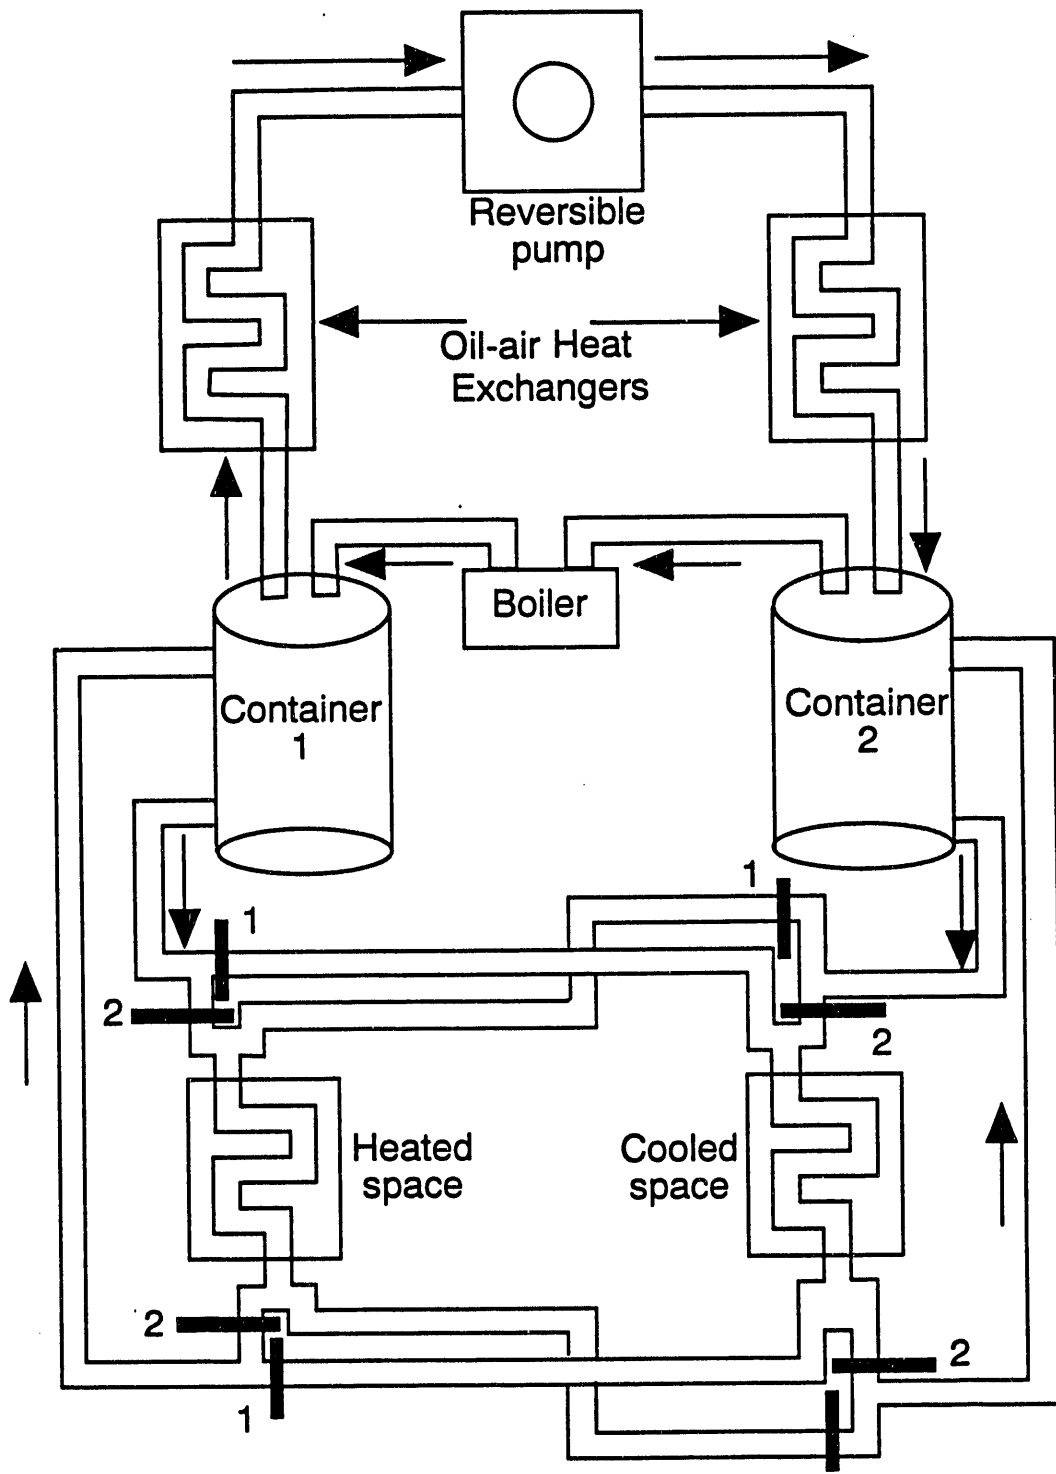 Reversible
pump
Oil-air Heat
Exchangers
Boiler
Container
1
Container
2
1
1
2
2
Heated
space
Cooled
space
2
2
1